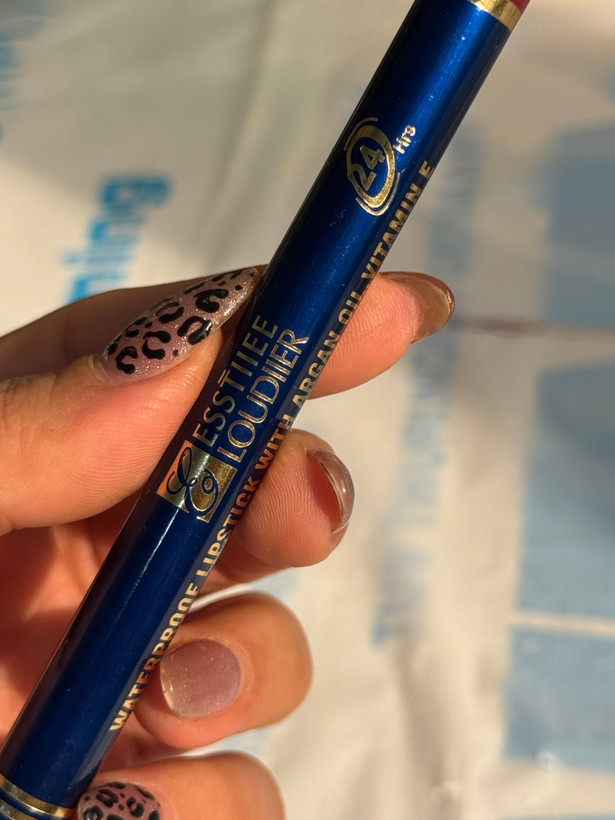 24 Hrs
ESSTIIEE
LOUDIIER
WATERPROOF LIPSTICK WITH ARGAN OIL VITAMIN E